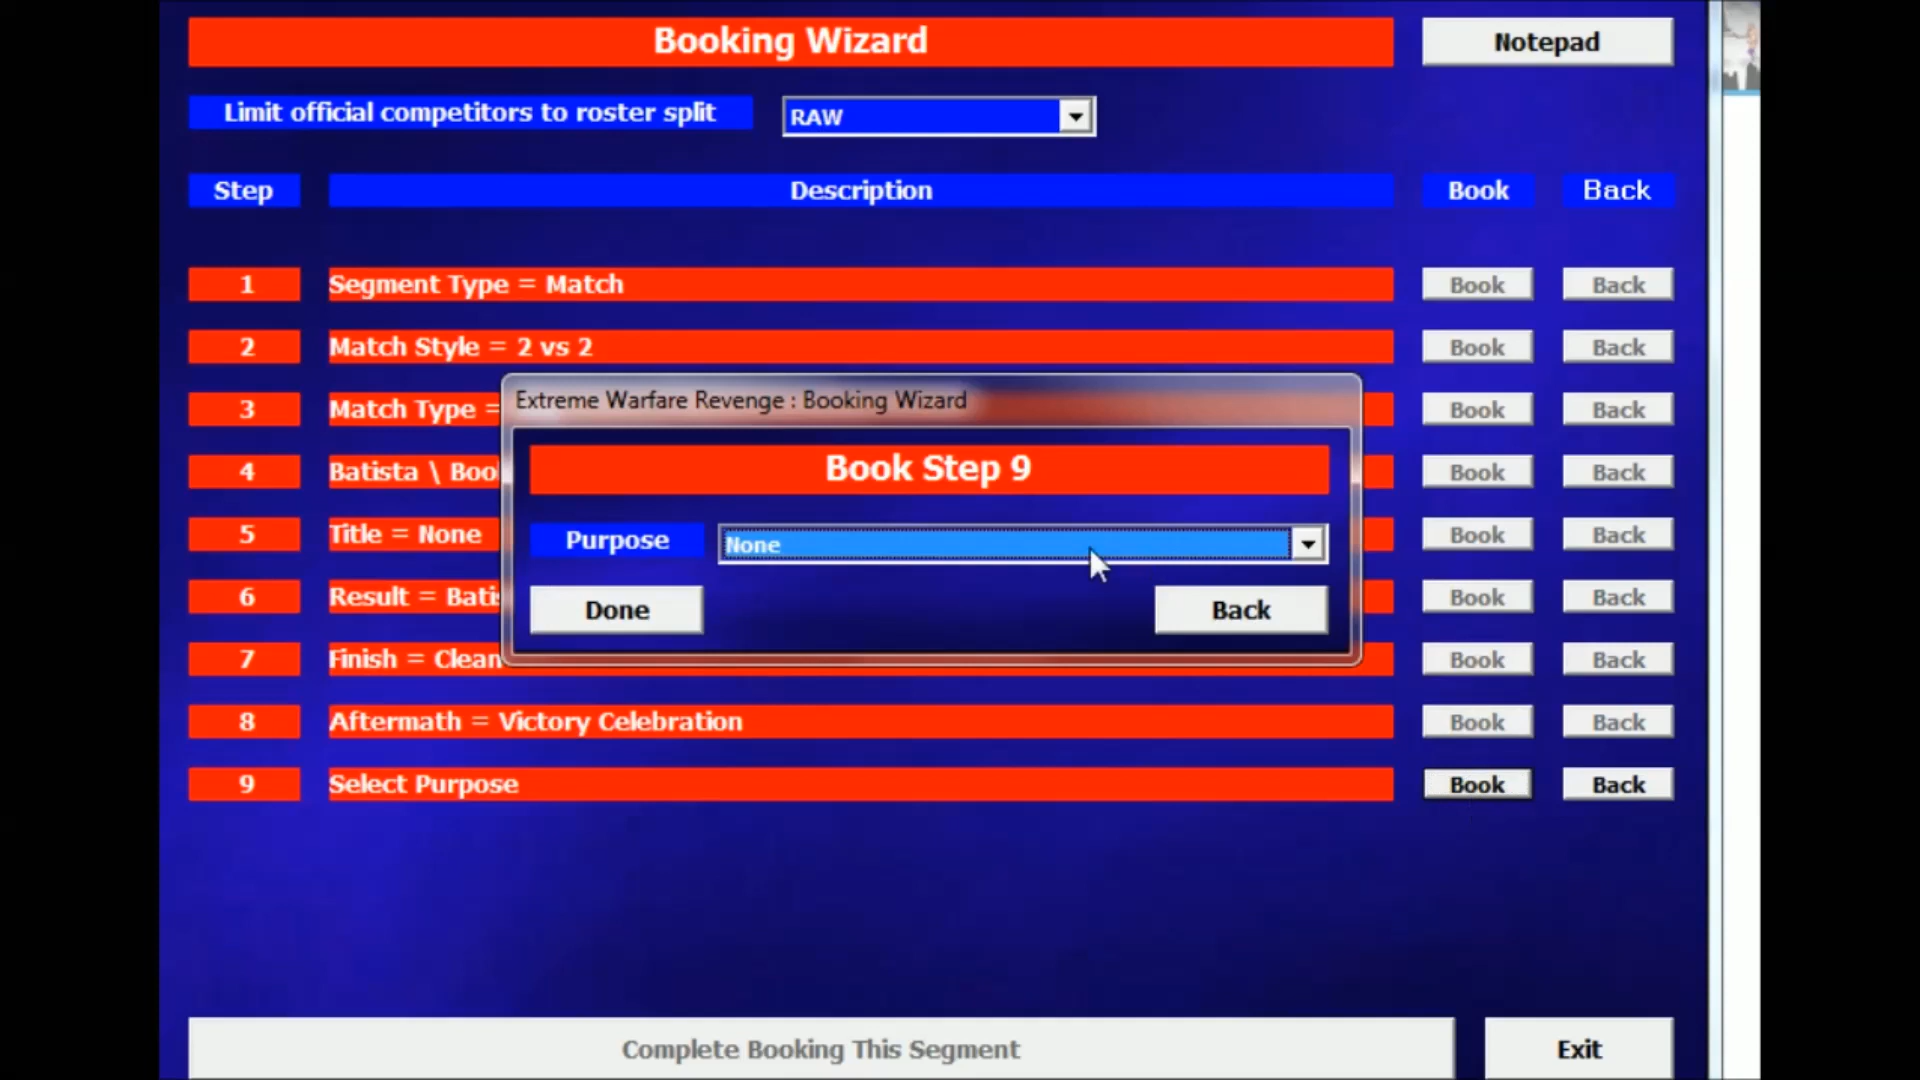 Booking Wizard
Notepad
Limit official competitors to roster split
RAW
Step
Description
Book
Back
1
Segment Type = Match
Book
Back
2
Match Style = 2 vs 2
Book
Back
3
Match Type =
Book
Back
4
Batista \
Book
Back
5
Title = None
Book
Back
6
Result =
Book
Back
7
Finish = Clean
Book
Back
8
Aftermath = Victory Celebration
Book
Back
9
Select Purpose
Book
Back
Extreme Warfare Revenge : Booking Wizard
Book Step 9
Purpose
None
Done
Back
Complete Booking This Segment
Exit